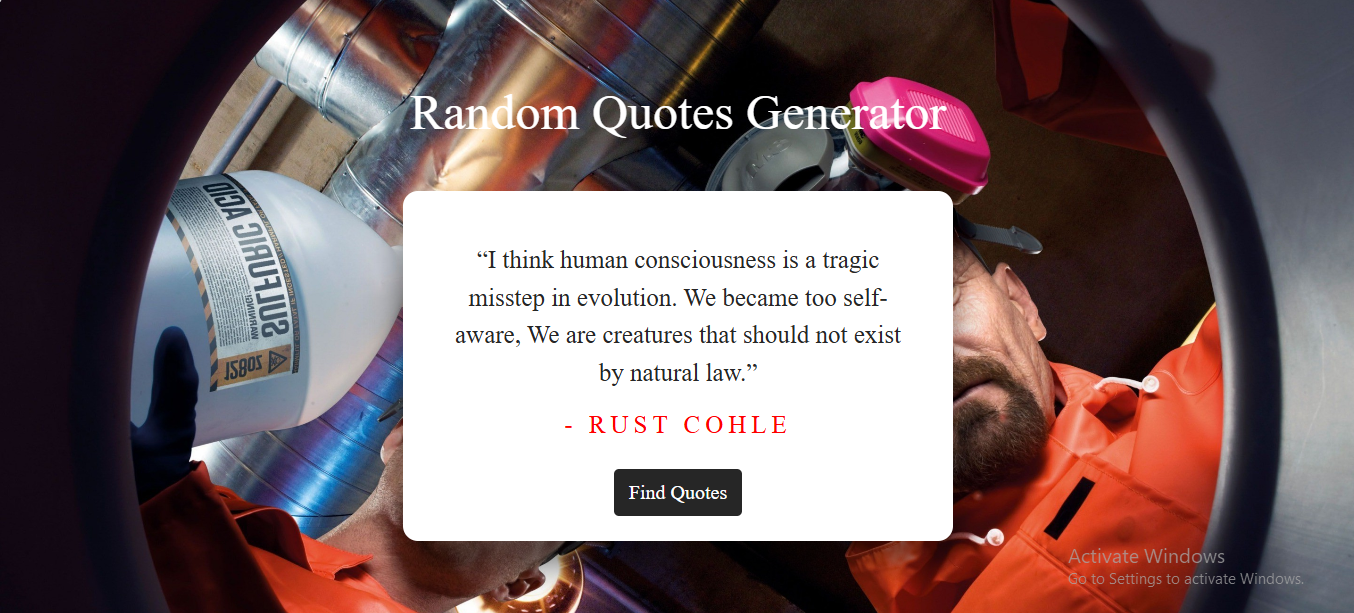 Random Quotes Generator
“I think human consciousness is a tragic
misstep in evolution. We became too self-
aware, We are creatures that should not exist
by natural law.”
- RUST COHLE
Find Quotes
SULFURIC ACID
WARNING!
128OZ
Activate Windows
Go to Settings to activate Windows.